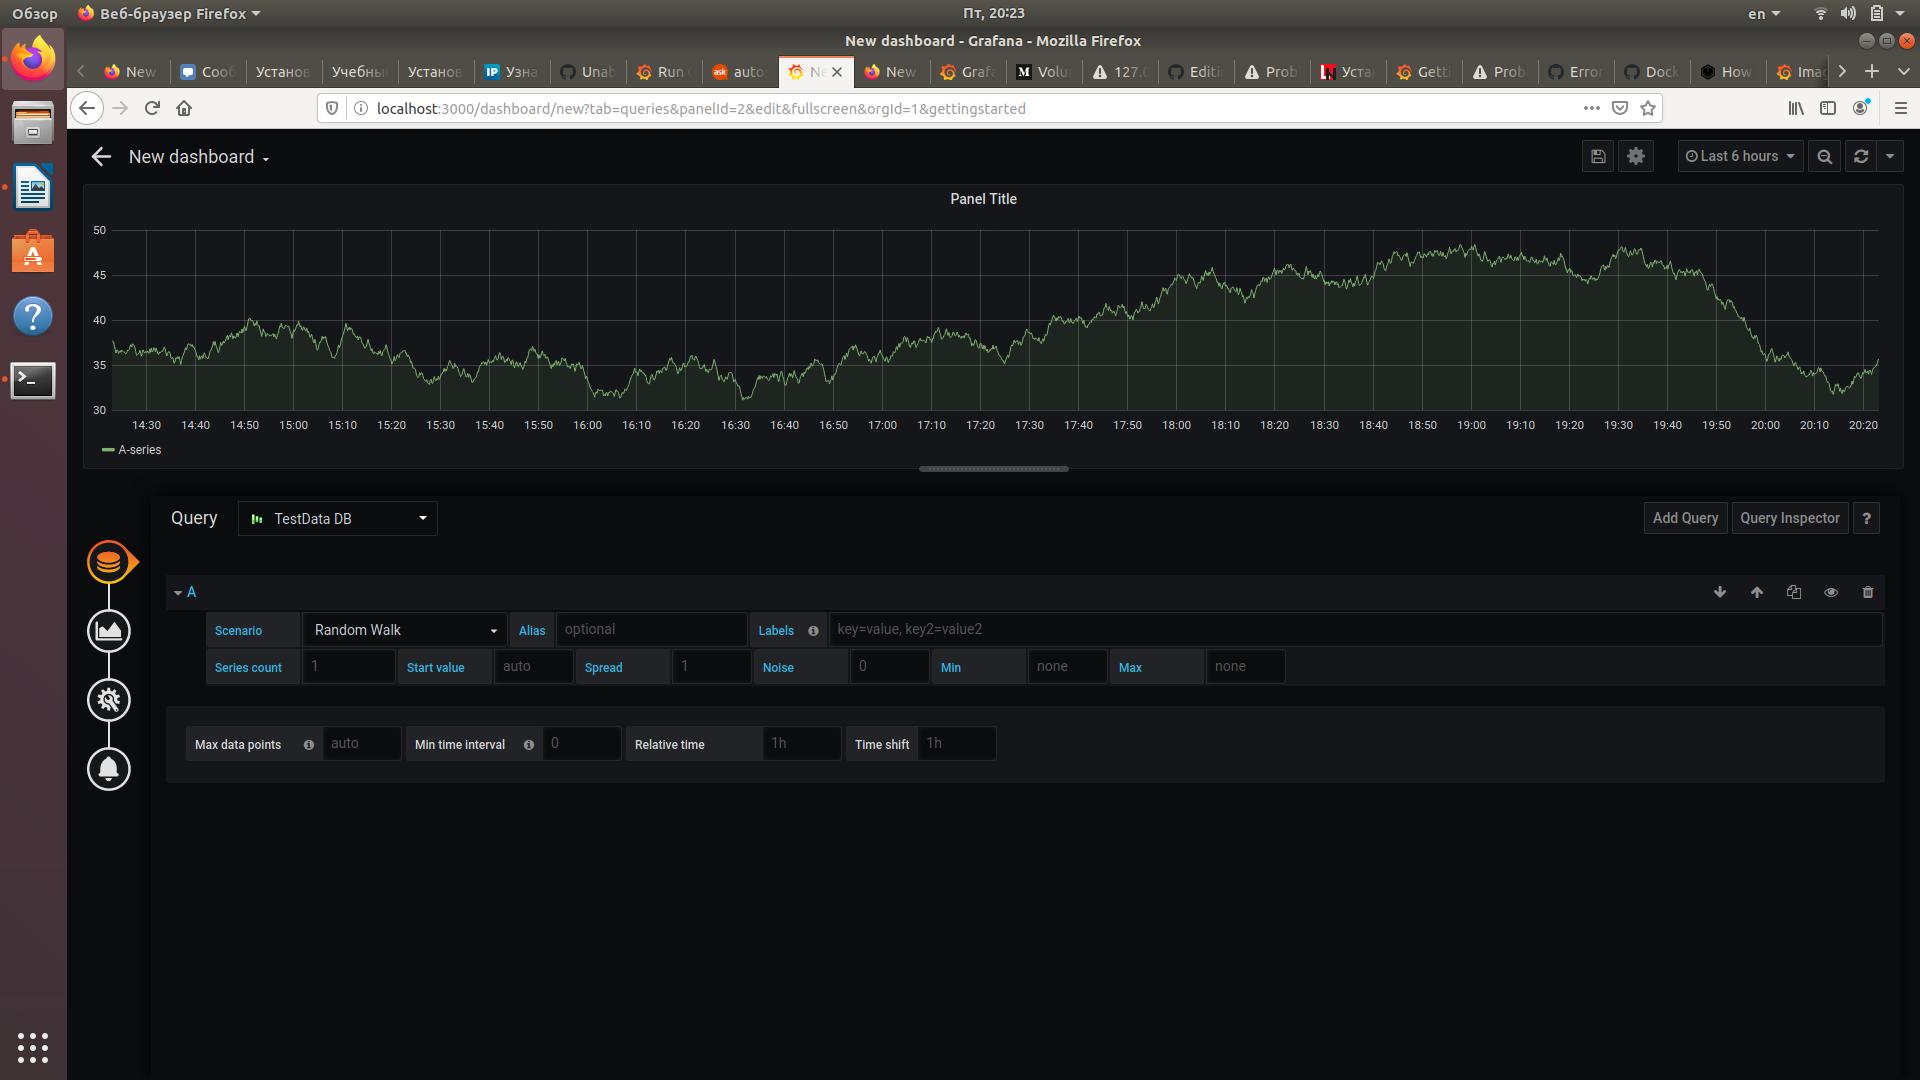 Обзор Веб-браузер Firefox Пт, 20:23 en
New dashboard - Grafana - Mozilla Firefox
New Сооб Установ Учебны Установ IP Узна Unab Run ask auto New Graf M Volu 127. Editi Prob Уста Getti Prob Erro Dock How Imag
localhost:3000/dashboard/new?tab=queries&panelId=2&edit&fullscreen&orgId=1&gettingstarted
New dashboard Last 6 hours
Panel Title
50
45
40
35
30
14:30 14:40 14:50 15:00 15:10 15:20 15:30 15:40 15:50 16:00 16:10 16:20 16:30 16:40 16:50 17:00 17:10 17:20 17:30 17:40 17:50 18:00 18:10 18:20 18:30 18:40 18:50 19:00 19:10 19:20 19:30 19:40 19:50 20:00 20:10 20:20
A-series
Query TestData DB Add Query Query Inspector ?
A
Scenario Random Walk Alias optional Labels key=value, key2=value2
Series count 1 Start value auto Spread 1 Noise 0 Min none Max none
Max data points auto Min time interval 0 Relative time 1h Time shift 1h